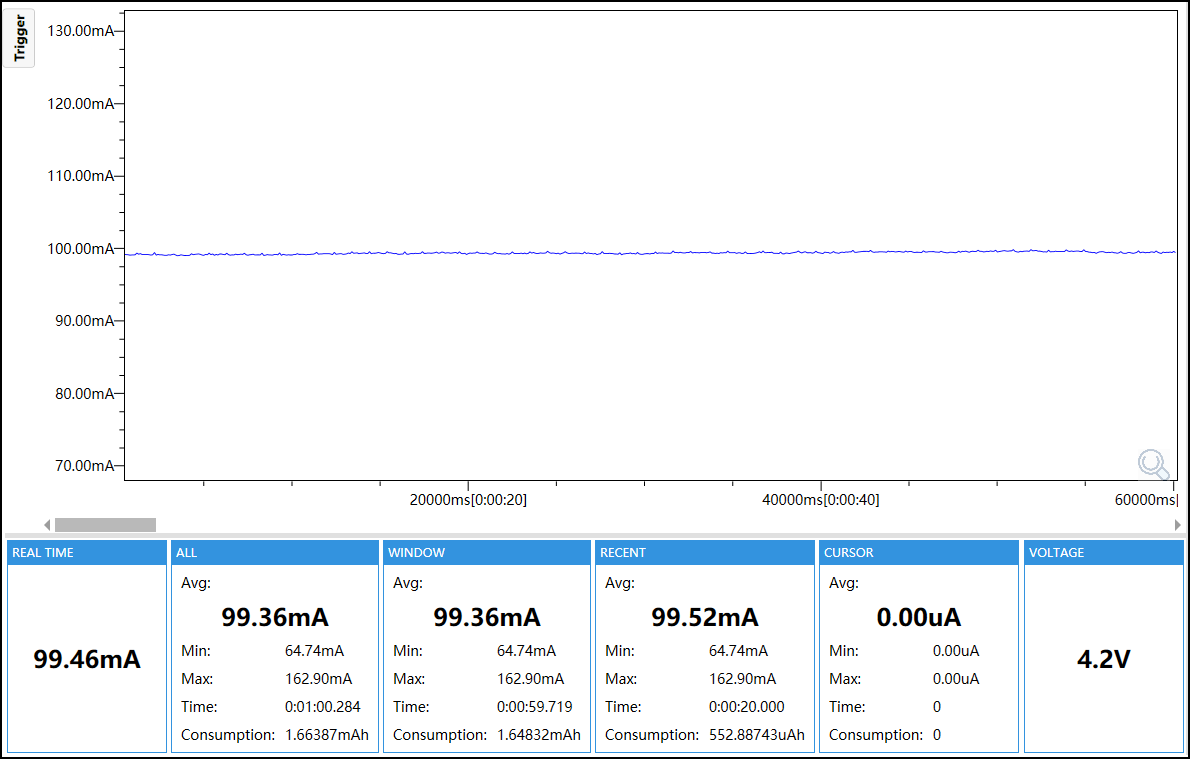 Trigger
130.00mA
120.00mA
110.00mA
100.00mA
90.00mA
80.00mA
70.00mA
20000ms[0:00:20] 40000ms[0:00:40] 60000ms[
REAL TIME ALL WINDOW RECENT CURSOR VOLTAGE
Avg: Avg: Avg: Avg:
99.36mA 99.36mA 99.52mA 0.00uA
Min: 64.74mA Min: 64.74mA Min: 64.74mA Min: 0.00uA
99.46mA 4.2V
Max: 162.90mA Max: 162.90mA Max: 162.90mA Max: 0.00uA
Time: 0:01:00.284 Time: 0:00:59.719 Time: 0:00:20.000 Time: 0
Consumption: 1.66387mAh Consumption: 1.64832mAh Consumption: 552.88743uAh Consumption: 0